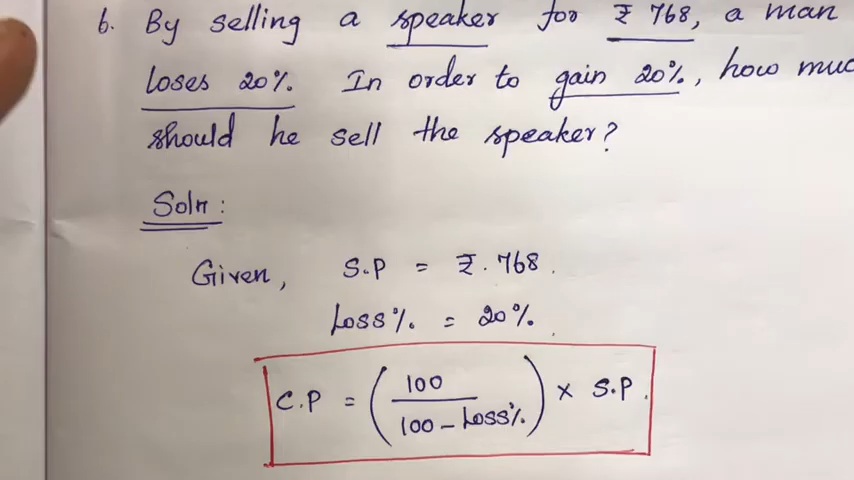 6. By selling a speaker for ₹ 768, a man
loses 20%. In order to gain 20%, how muc
should he sell the speaker?
Soln:
Given, S.P = ₹. 768.
Loss% = 20%.
C.P = (100 / 100 - Loss%) × S.P.